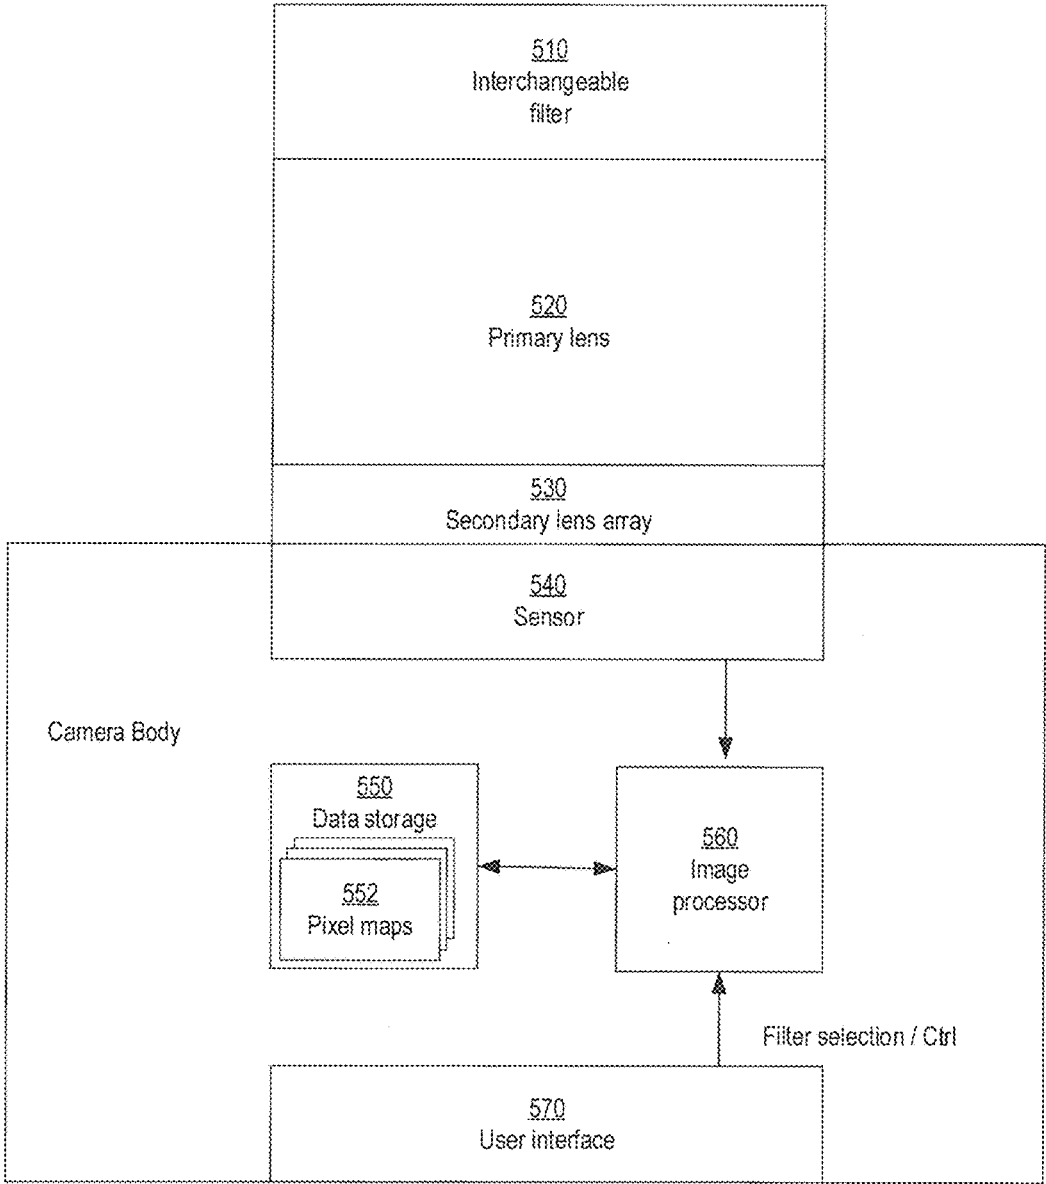 510
Interchangeable
filter
520
Primary lens
530
Secondary lens array
540
Sensor
Camera Body
550
Data storage
552
Pixel maps
560
Image
processor
Filter selection / Ctrl
570
User interface